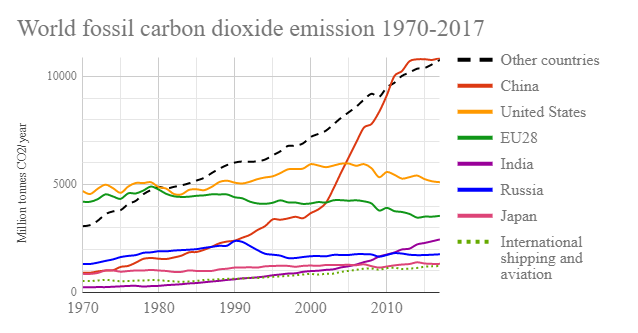 World fossil carbon dioxide emission 1970-2017
Million tonnes CO2/year
10000
5000
0
1970
1980
1990
2000
2010
Other countries
China
United States
EU28
India
Russia
Japan
International
shipping and
aviation